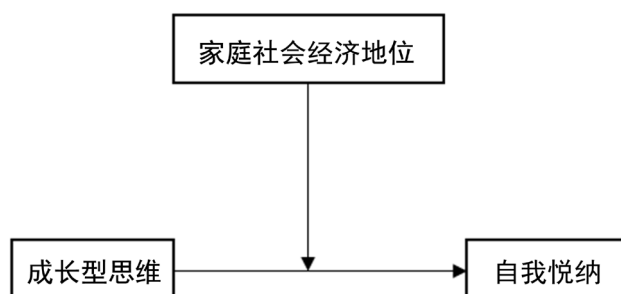 家庭社会经济地位
成长型思维
自我悦纳